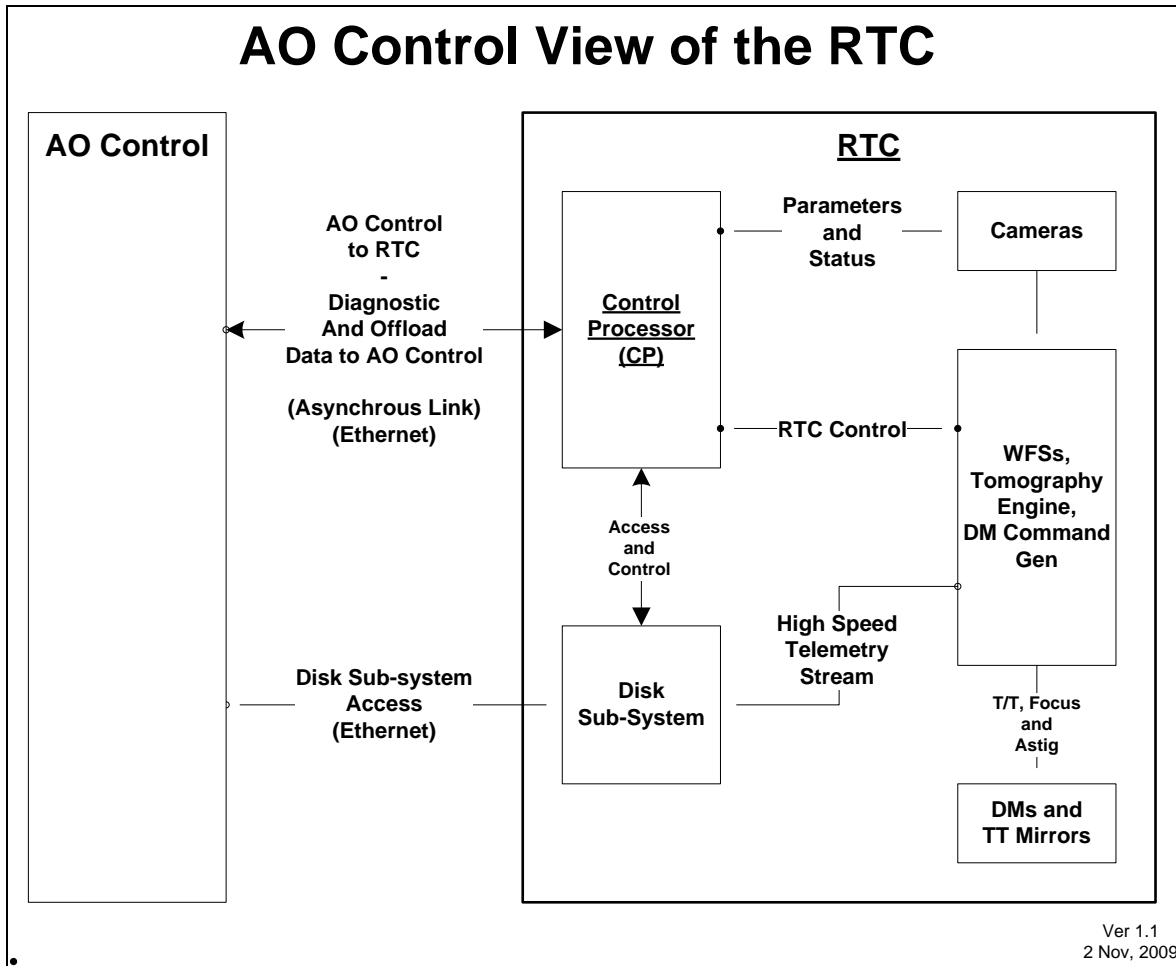 AO Control View of the RTC
AO Control
RTC
AO Control
to RTC
-
Diagnostic
And Offload
Data to AO Control
(Asynchrous Link)
(Ethernet)
Control
Processor
(CP)
Parameters
and
Status
Cameras
RTC Control
WFSs,
Tomography
Engine,
DM Command
Gen
Access
and
Control
High Speed
Telemetry
Stream
Disk Sub-system
Access
(Ethernet)
Disk
Sub-System
T/T, Focus
and
Astig
DMs and
TT Mirrors
Ver 1.1
2 Nov, 2009